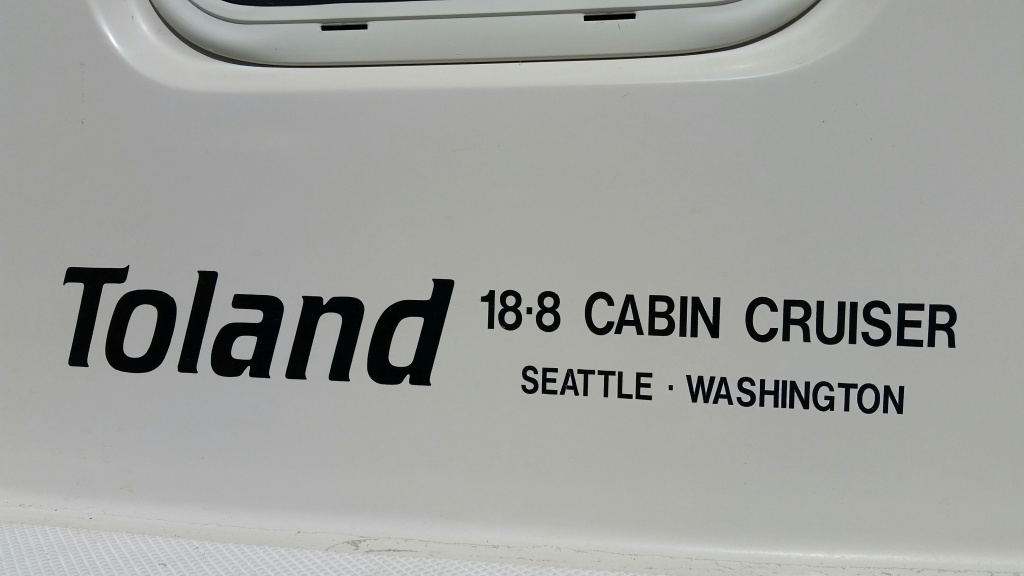 Toland 18·8 CABIN CRUISER
SEATTLE · WASHINGTON